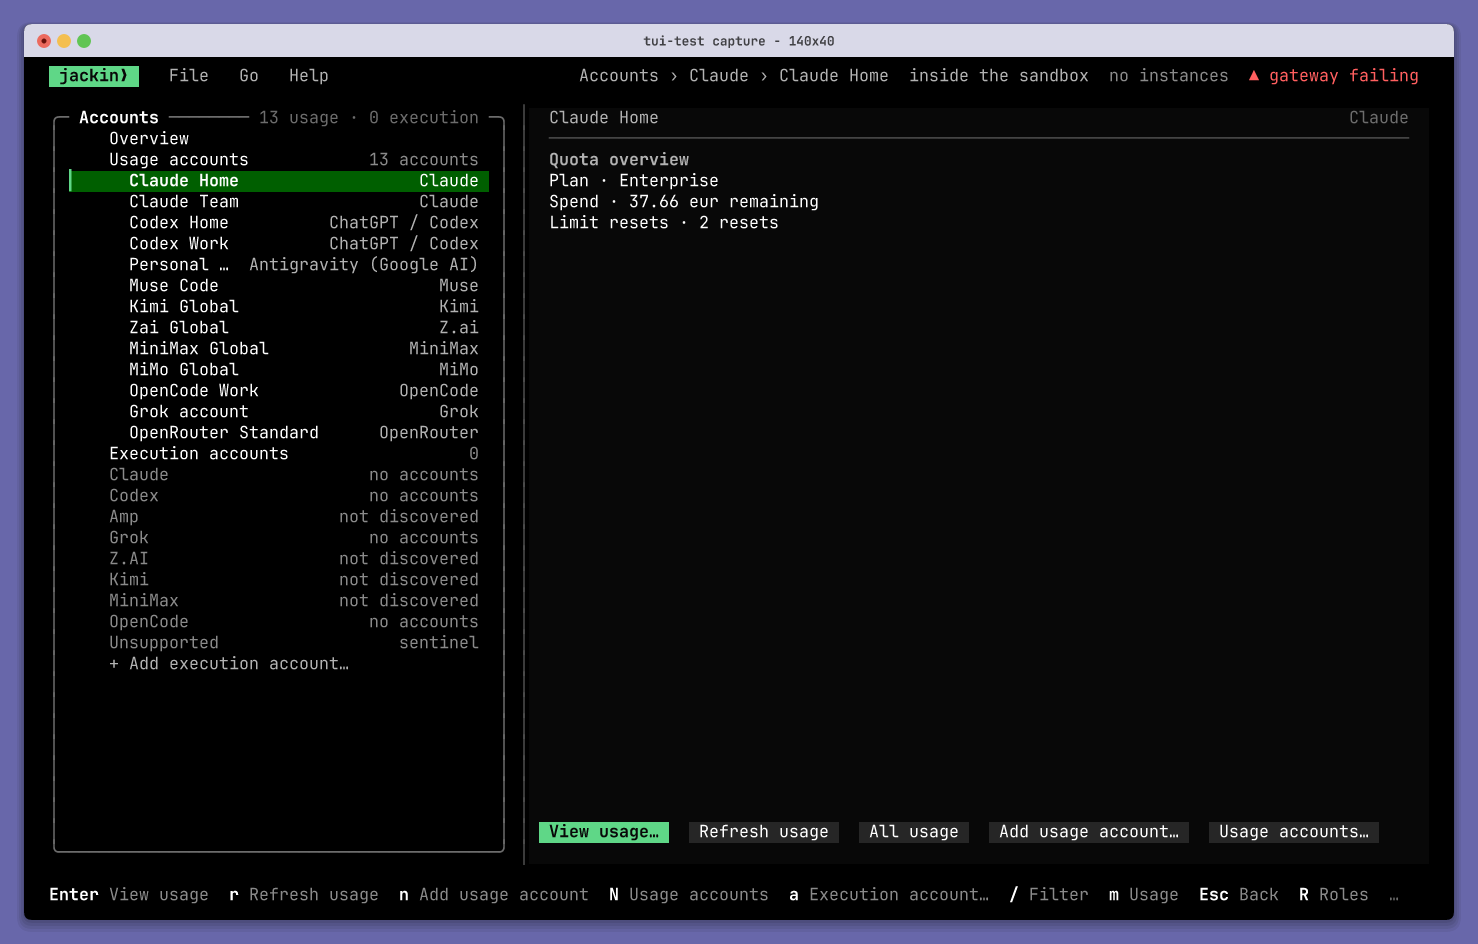 tui-test capture - 140x40
jackin❯ File Go Help Accounts › Claude › Claude Home inside the sandbox no instances ▲ gateway failing
Accounts 13 usage · 0 execution
Overview
Usage accounts 13 accounts
Claude Home Claude
Claude Team Claude
Codex Home ChatGPT / Codex
Codex Work ChatGPT / Codex
Personal … Antigravity (Google AI)
Muse Code Muse
Kimi Global Kimi
Zai Global Z.ai
MiniMax Global MiniMax
MiMo Global MiMo
OpenCode Work OpenCode
Grok account Grok
OpenRouter Standard OpenRouter
Execution accounts 0
Claude no accounts
Codex no accounts
Amp not discovered
Grok no accounts
Z.AI not discovered
Kimi not discovered
MiniMax not discovered
OpenCode no accounts
Unsupported sentinel
+ Add execution account…
Claude Home Claude
Quota overview
Plan · Enterprise
Spend · 37.66 eur remaining
Limit resets · 2 resets
View usage… Refresh usage All usage Add usage account… Usage accounts…
Enter View usage r Refresh usage n Add usage account N Usage accounts a Execution account… / Filter m Usage Esc Back R Roles …